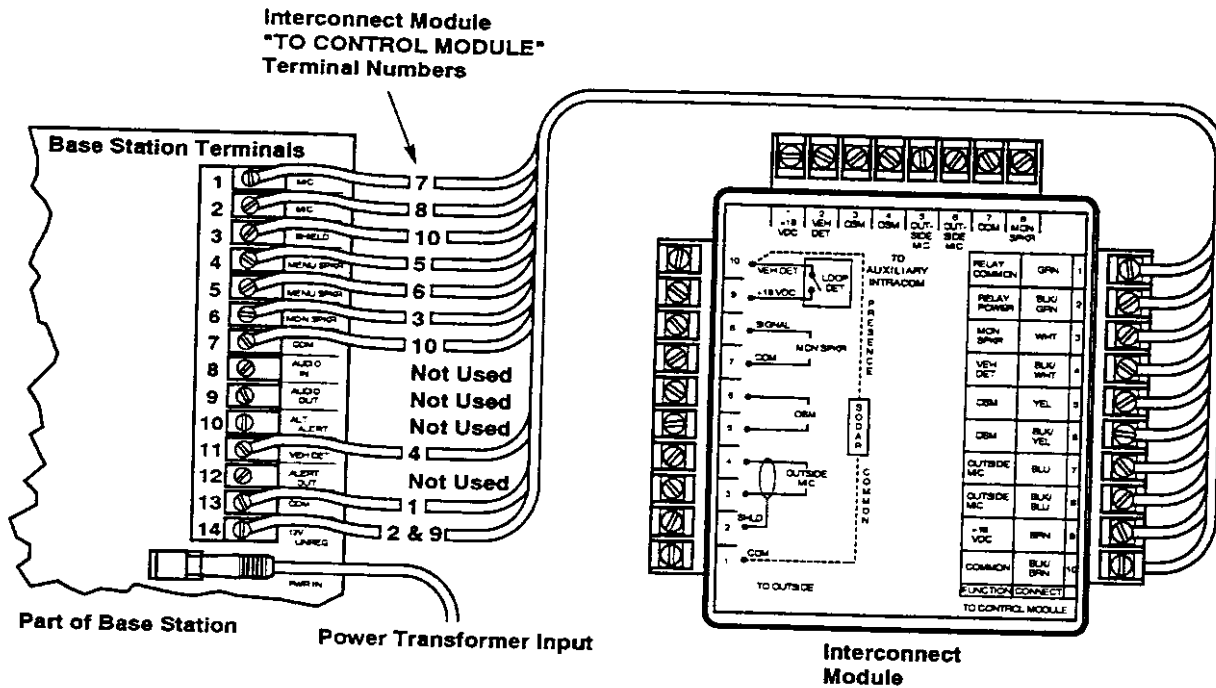 Interconnect Module
"TO CONTROL MODULE"
Terminal Numbers
Base Station Terminals
1 MIC 7
2 MIC 8
3 SHIELD 10
4 MENU SPKR 5
5 MENU SPKR 6
6 MON SPKR 3
7 COM 10
8 AUDIO IN Not Used
9 AUDIO OUT Not Used
10 ALT ALERT Not Used
11 VEH DET 4
12 ALERT OUT Not Used
13 COM 1
14 12V UNREG 2 & 9
PWR IN
Part of Base Station
Power Transformer Input
1 +18 VDC
2 VEH DET
3 OBM
4 OBM
5 OUT-SIDE MIC
6 OUT-SIDE MIC
7 COM
8 MON SPKR
TO AUXILIARY INTRACOM
10 VEH DET
LOOP DET
9 +18 VDC
8 SIGNAL
MON SPKR
7 COM
6
OBM
5
4
OUTSIDE MIC
3
2 SHLD
1 COM
PRESENCE
SODAR
COMMON
TO OUTSIDE
RELAY COMMON GRN 1
RELAY POWER BLK/GRN 2
MON SPKR WHT 3
VEH DET BLK/WHT 4
OBM YEL 5
OBM BLK/YEL 6
OUTSIDE MIC BLU 7
OUTSIDE MIC BLK/BLU 8
+18 VDC BRN 9
COMMON BLK/BRN 10
FUNCTION CONNECT
TO CONTROL MODULE
Interconnect
Module